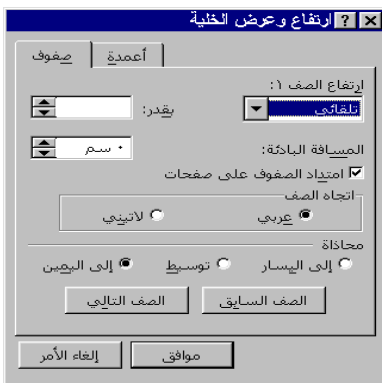 ارتفاع وعرض الخلية
صفوف أعمدة
ارتفاع الصف ١:
تلقائي بقدر:
المسافة البادئة: ٠ سم
امتداد الصفوف على صفحات
اتجاه الصف
عربي لاتيني
محاذاة
إلى اليسار توسيط إلى اليمين
الصف السابق الصف التالي
موافق إلغاء الأمر